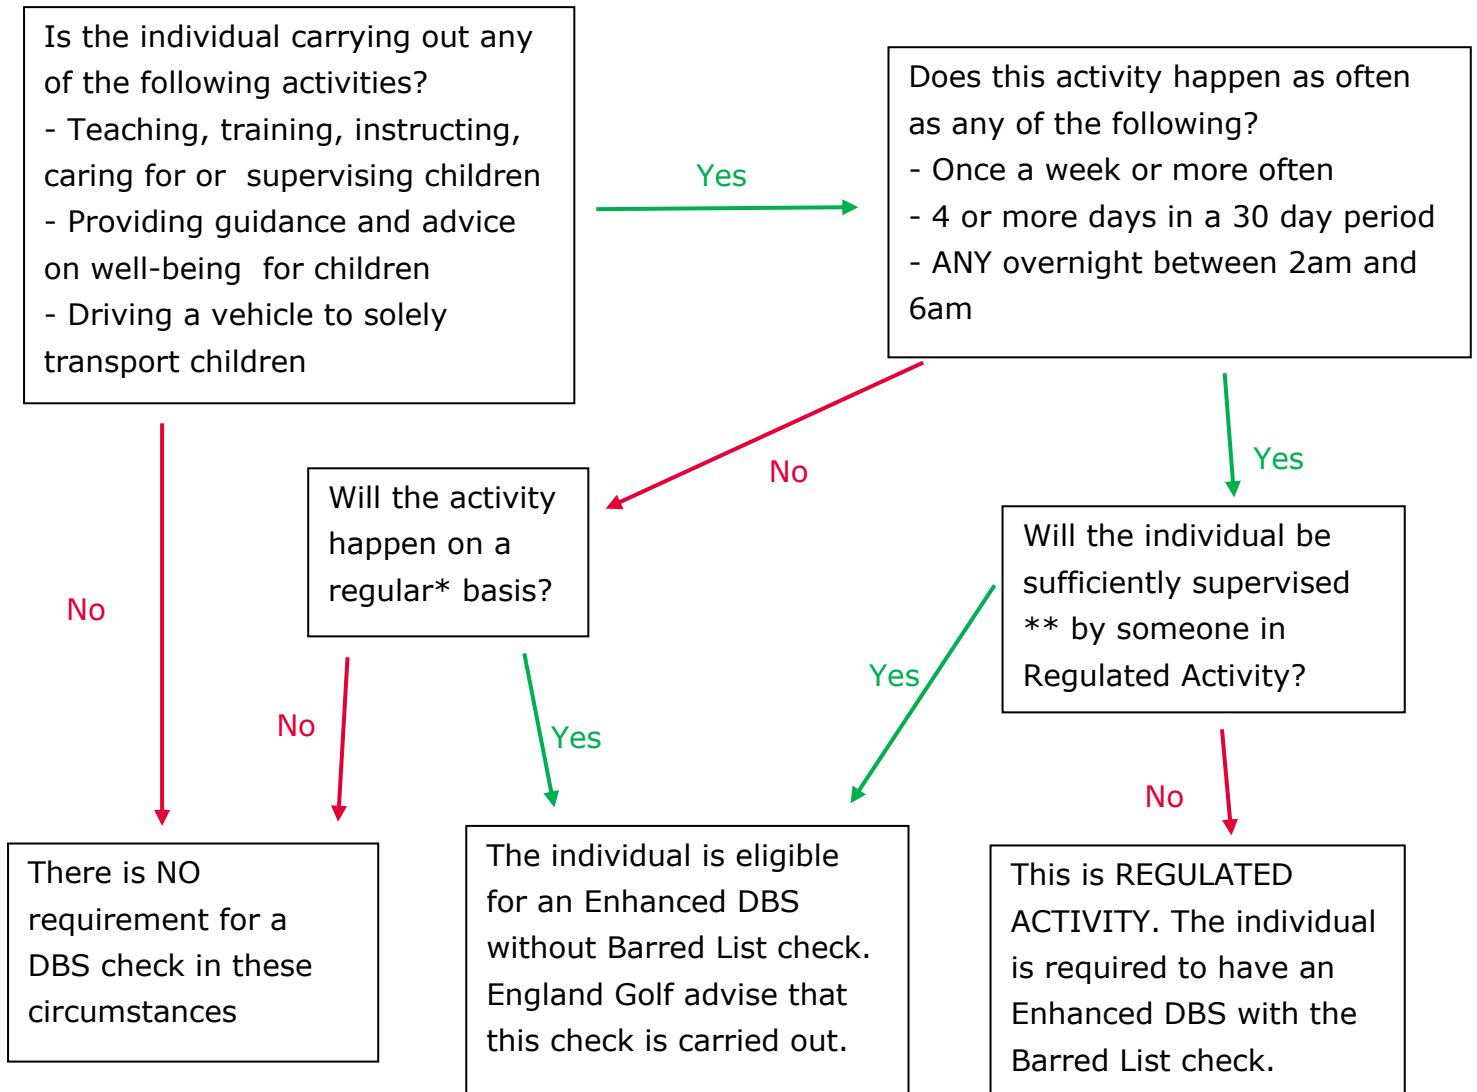 Is the individual carrying out any
of the following activities?
- Teaching, training, instructing,
caring for or  supervising children
- Providing guidance and advice
on well-being  for children
- Driving a vehicle to solely
transport children
Yes
Does this activity happen as often
as any of the following?
- Once a week or more often
- 4 or more days in a 30 day period
- ANY overnight between 2am and
6am
No
No
Yes
Will the activity
happen on a
regular* basis?
Will the individual be
sufficiently supervised
** by someone in
Regulated Activity?
No
Yes
Yes
No
There is NO
requirement for a
DBS check in these
circumstances
The individual is eligible
for an Enhanced DBS
without Barred List check.
England Golf advise that
this check is carried out.
This is REGULATED
ACTIVITY. The individual
is required to have an
Enhanced DBS with the
Barred List check.